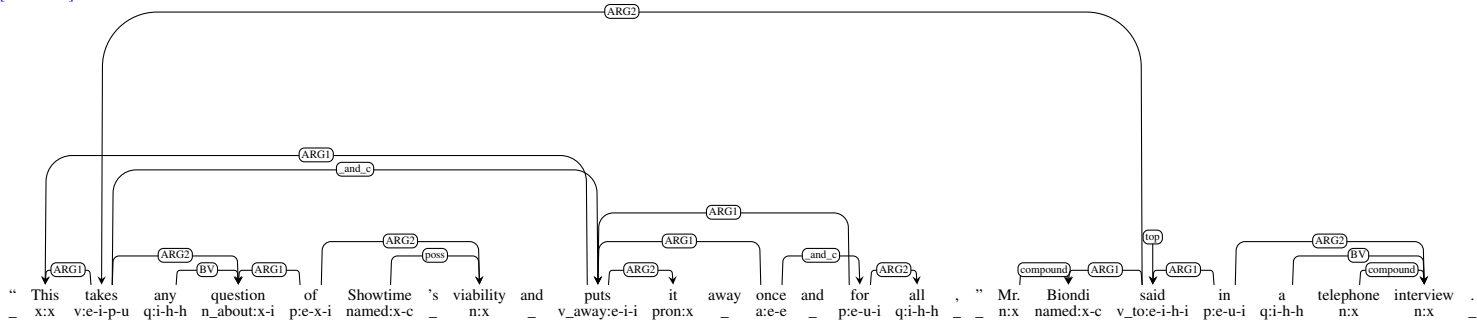 ARG2
ARG1
_and_c
ARG1
top
ARG2 ARG2 ARG1 ARG2
poss _and_c BV
ARG1 BV ARG1 ARG2 ARG2 compound ARG1 ARG1 compound
“ This takes any question of Showtime 's viability and puts it away once and for all , ” Mr. Biondi said in a telephone interview .
_ x:x v:e-i-p-u q:i-h-h n_about:x-i p:e-x-i named:x-c _ n:x _ v_away:e-i-i pron:x _ a:e-e _ p:e-u-i q:i-h-h _ _ n:x named:x-c v_to:e-i-h-i p:e-u-i q:i-h-h n:x n:x _